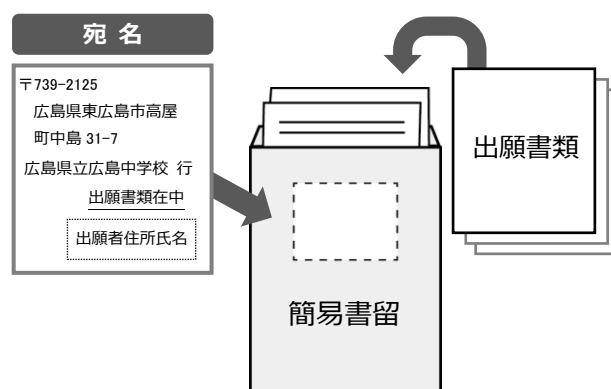 宛 名
〒739-2125
広島県東広島市高屋
町中島 31-7
広島県立広島中学校 行
出願書類在中
出願者住所氏名
出願書類
簡易書留